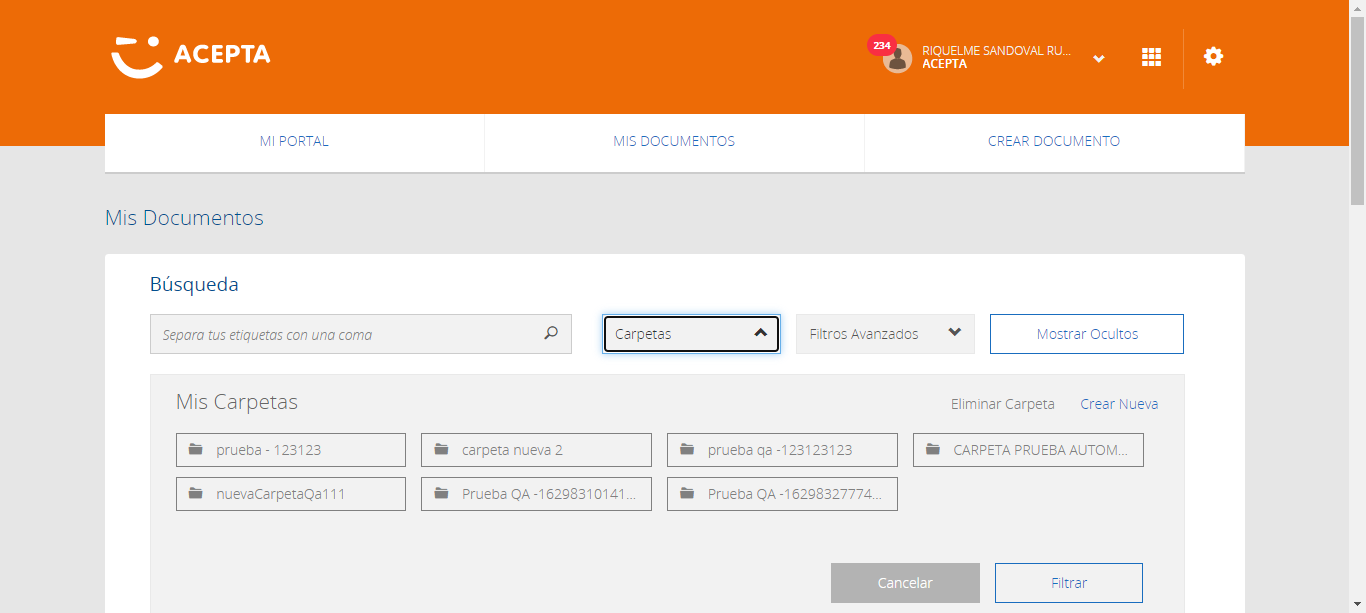 ACEPTA
234
RIQUELME SANDOVAL RU...
ACEPTA
MI PORTAL
MIS DOCUMENTOS
CREAR DOCUMENTO
Mis Documentos
Búsqueda
Separa tus etiquetas con una coma
Carpetas
Filtros Avanzados
Mostrar Ocultos
Mis Carpetas
Eliminar Carpeta
Crear Nueva
prueba - 123123
carpeta nueva 2
prueba qa -123123123
CARPETA PRUEBA AUTOM...
nuevaCarpetaQa111
Prueba QA -16298310141...
Prueba QA -16298327774...
Cancelar
Filtrar